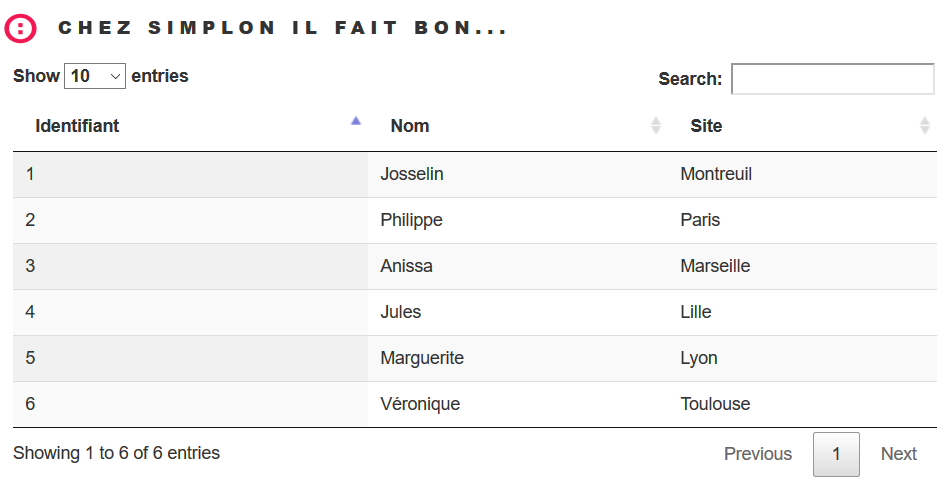 CHEZ SIMPLON IL FAIT BON...
Show 10 entries
Search:
Identifiant Nom Site
1 Josselin Montreuil
2 Philippe Paris
3 Anissa Marseille
4 Jules Lille
5 Marguerite Lyon
6 Véronique Toulouse
Showing 1 to 6 of 6 entries
Previous 1 Next